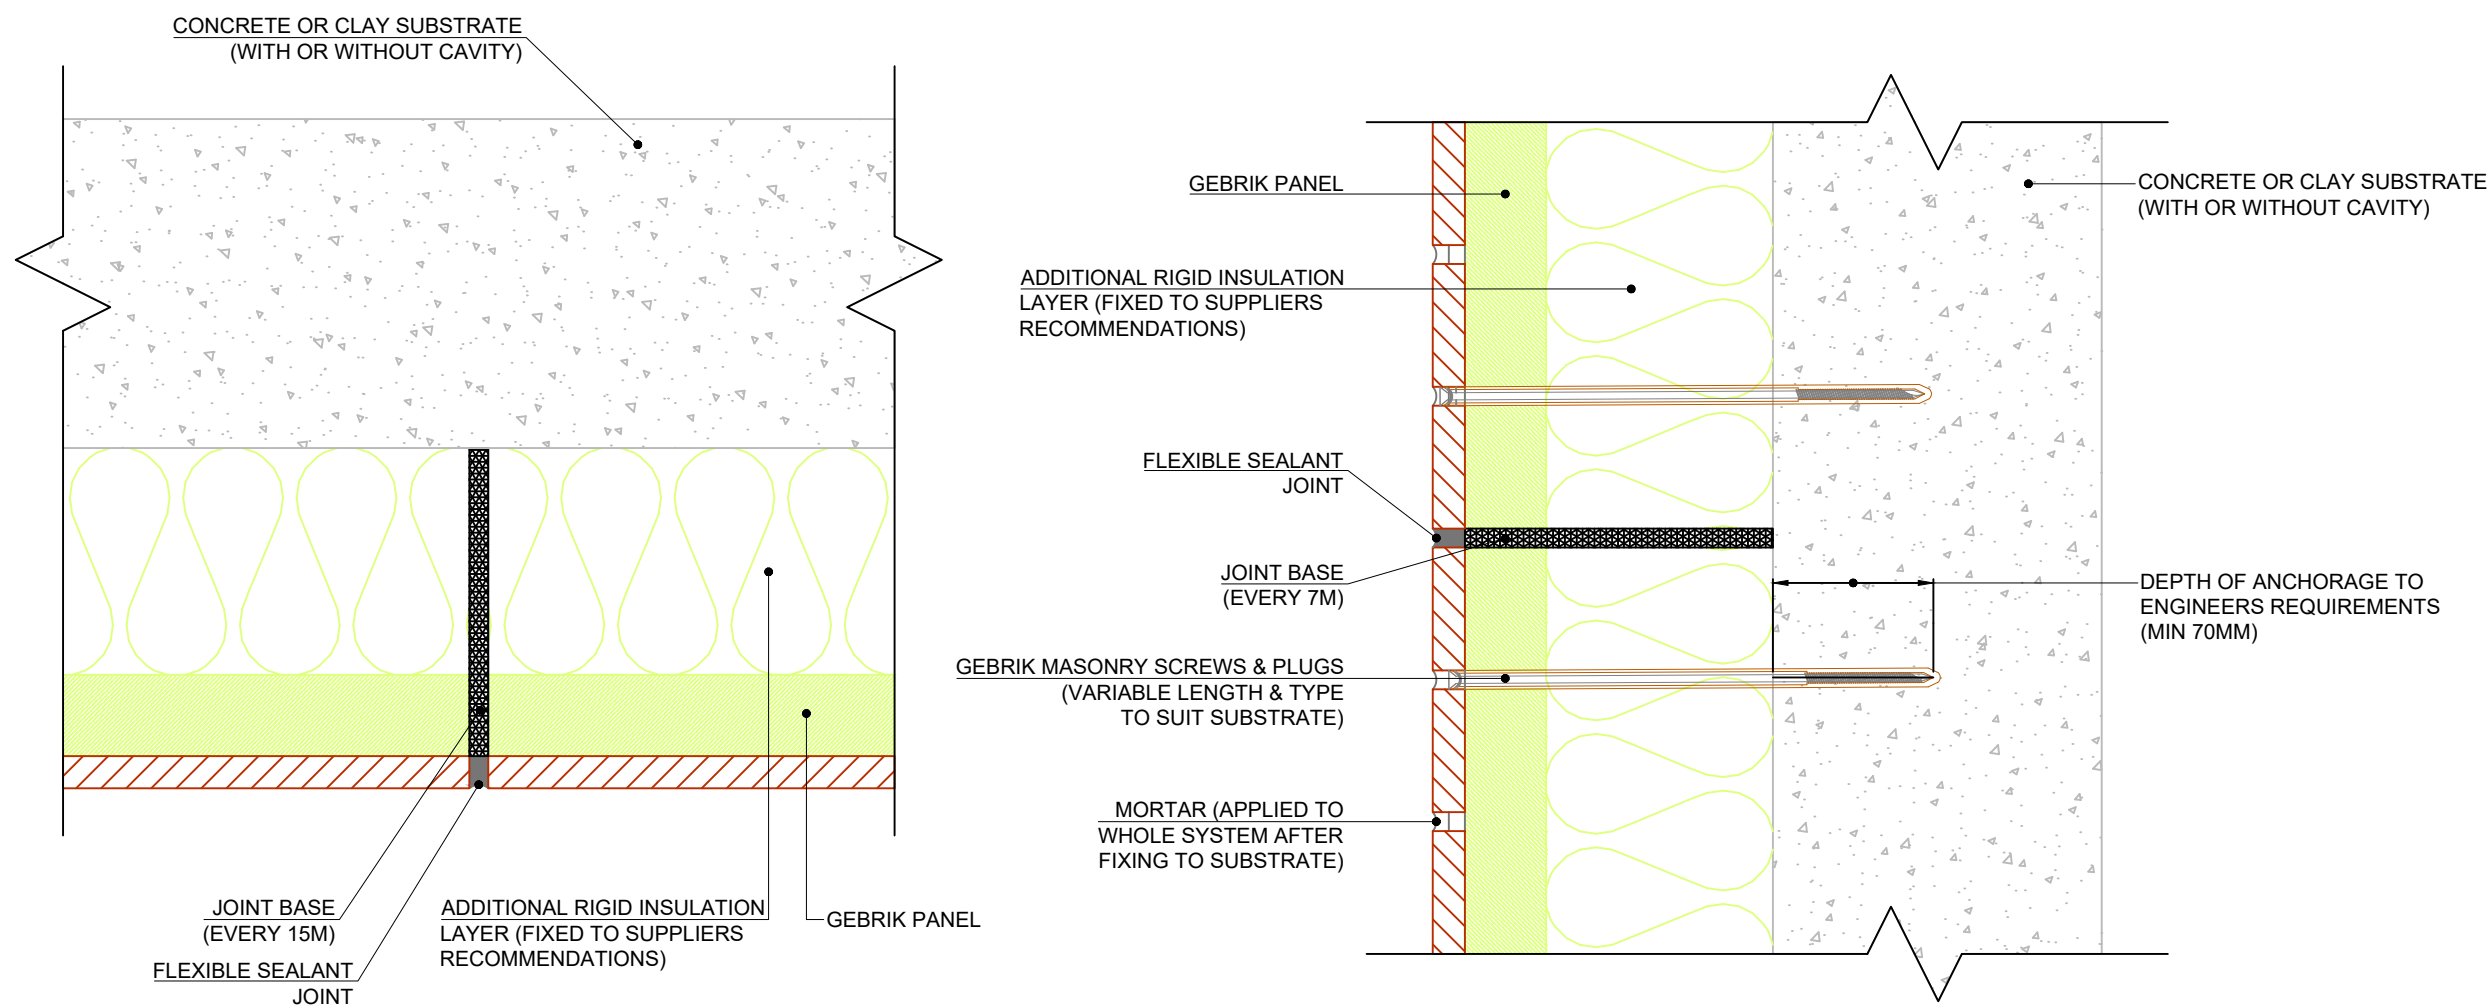 CONCRETE OR CLAY SUBSTRATE
(WITH OR WITHOUT CAVITY)
JOINT BASE
(EVERY 15M)
FLEXIBLE SEALANT
JOINT
ADDITIONAL RIGID INSULATION
LAYER (FIXED TO SUPPLIERS
RECOMMENDATIONS)
GEBRIK PANEL
GEBRIK PANEL
ADDITIONAL RIGID INSULATION
LAYER (FIXED TO SUPPLIERS
RECOMMENDATIONS)
FLEXIBLE SEALANT
JOINT
JOINT BASE
(EVERY 7M)
GEBRIK MASONRY SCREWS & PLUGS
(VARIABLE LENGTH & TYPE
TO SUIT SUBSTRATE)
MORTAR (APPLIED TO
WHOLE SYSTEM AFTER
FIXING TO SUBSTRATE)
CONCRETE OR CLAY SUBSTRATE
(WITH OR WITHOUT CAVITY)
DEPTH OF ANCHORAGE TO
ENGINEERS REQUIREMENTS
(MIN 70MM)